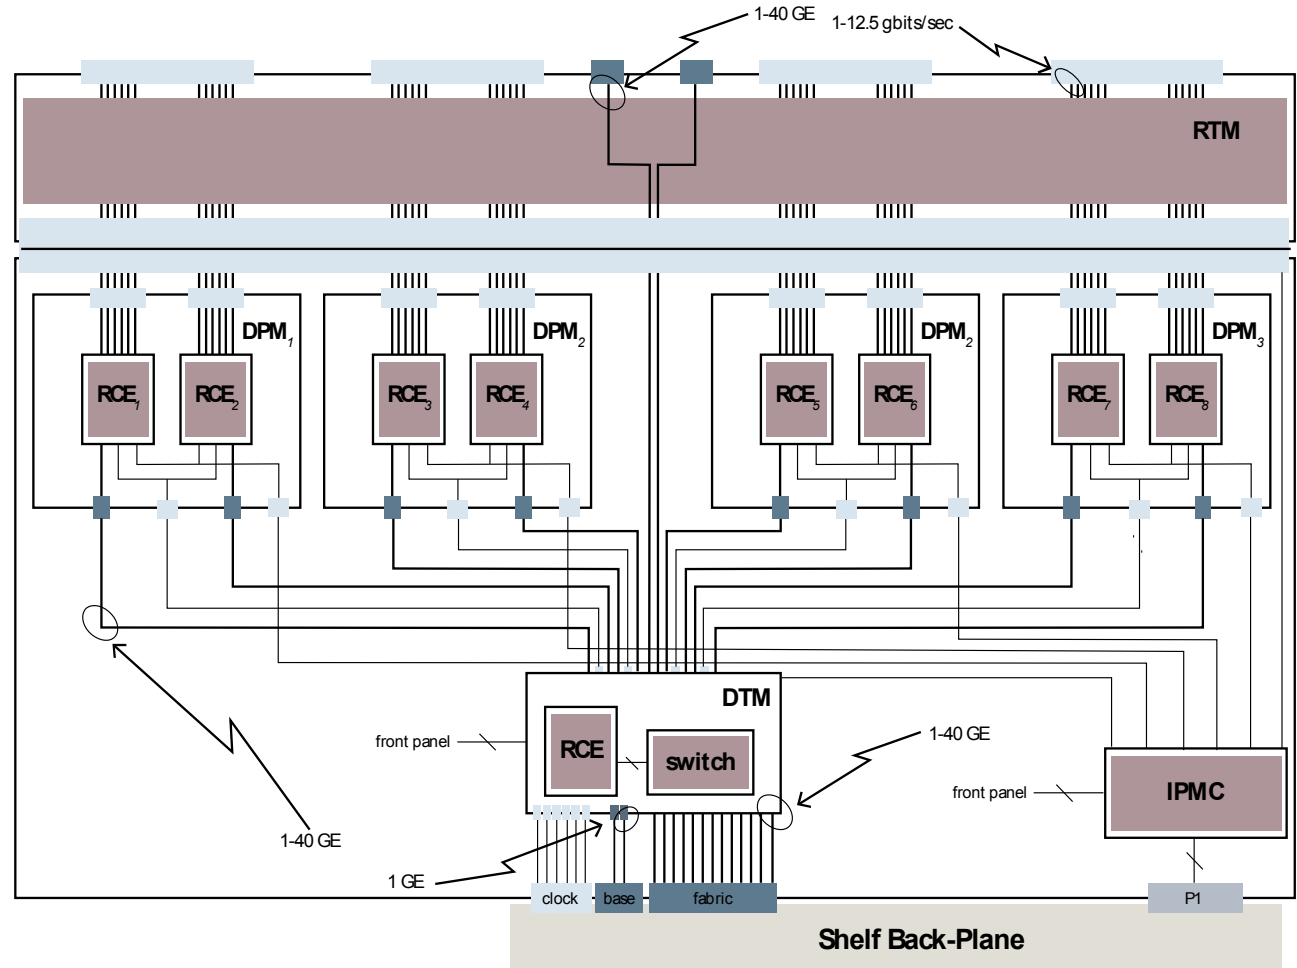 1-40 GE
1-12.5 gbits/sec
RTM
DPM1
DPM2
DPM2
DPM3
RCE1
RCE2
RCE3
RCE4
RCE5
RCE6
RCE7
RCE8
DTM
front panel
RCE
switch
1-40 GE
front panel
IPMC
1-40 GE
1 GE
clock
base
fabric
P1
Shelf Back-Plane